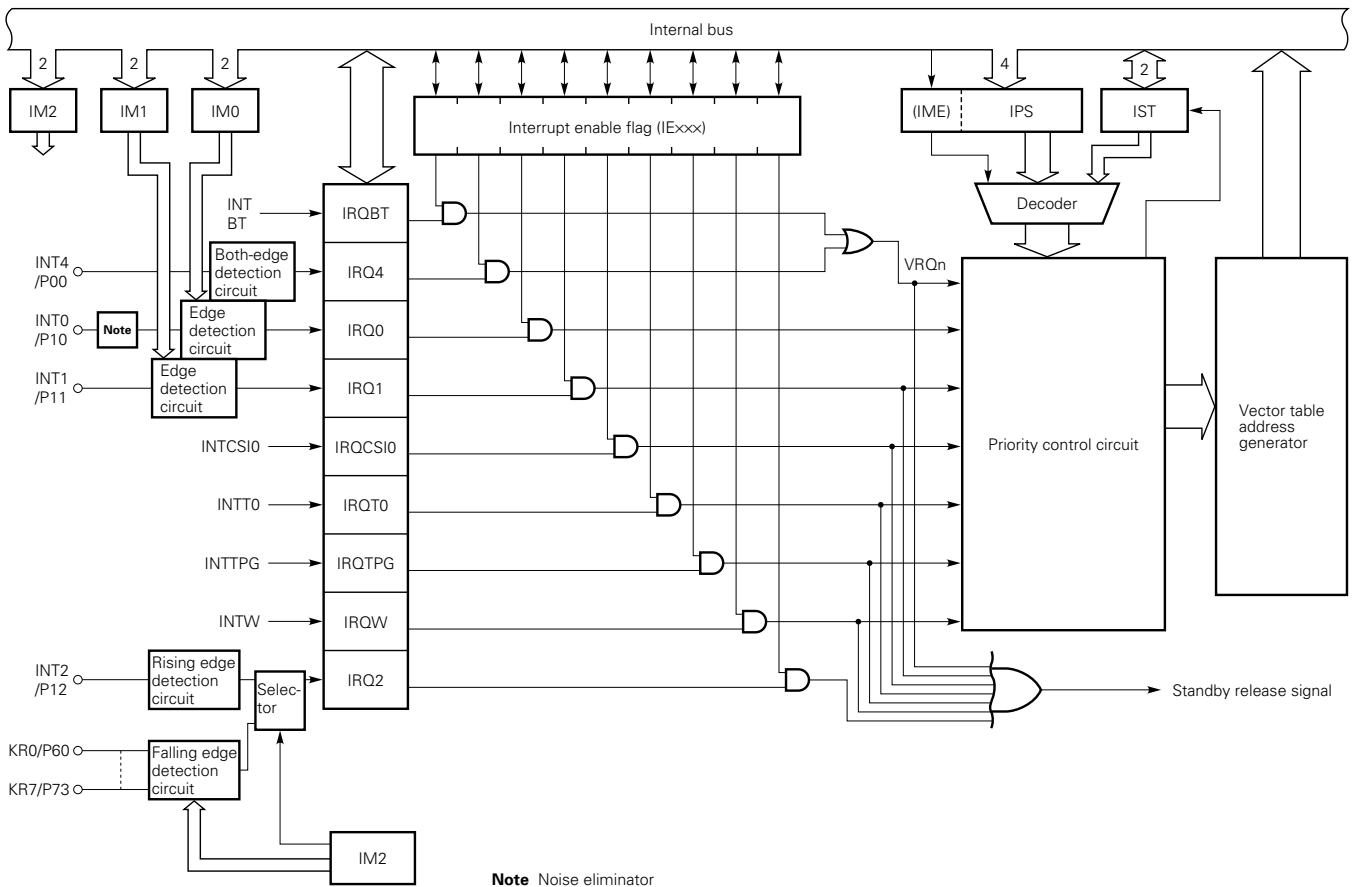 Internal bus
2
2
2
4
2
IM2
IM1
IM0
Interrupt enable flag (IExxx)
(IME)
IPS
IST
Decoder
INT
BT
IRQBT
INT4
/P00
Both-edge
detection
circuit
IRQ4
VRQn
INT0
/P10
Note
Edge
detection
circuit
IRQ0
INT1
/P11
Edge
detection
circuit
IRQ1
INTCSI0
IRQCSI0
Priority control circuit
Vector table
address
generator
INTT0
IRQT0
INTTPG
IRQTPG
INTW
IRQW
INT2
/P12
Rising edge
detection
circuit
Selec-
tor
IRQ2
Standby release signal
KR0/P60
KR7/P73
Falling edge
detection
circuit
IM2
Note Noise eliminator